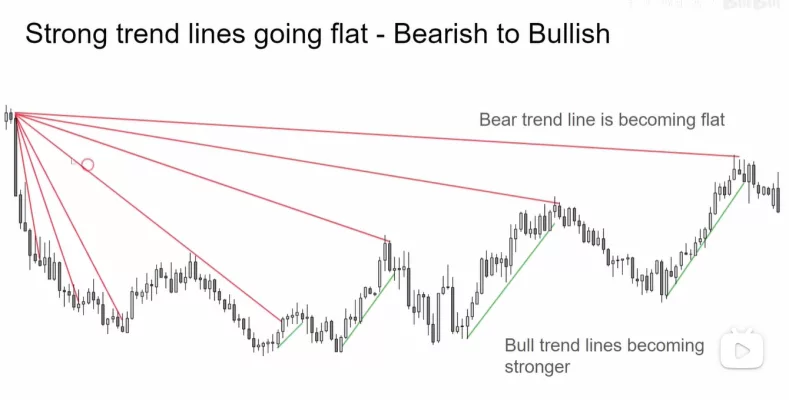 Strong trend lines going flat - Bearish to Bullish
Bear trend line is becoming flat
Bull trend lines becoming
stronger